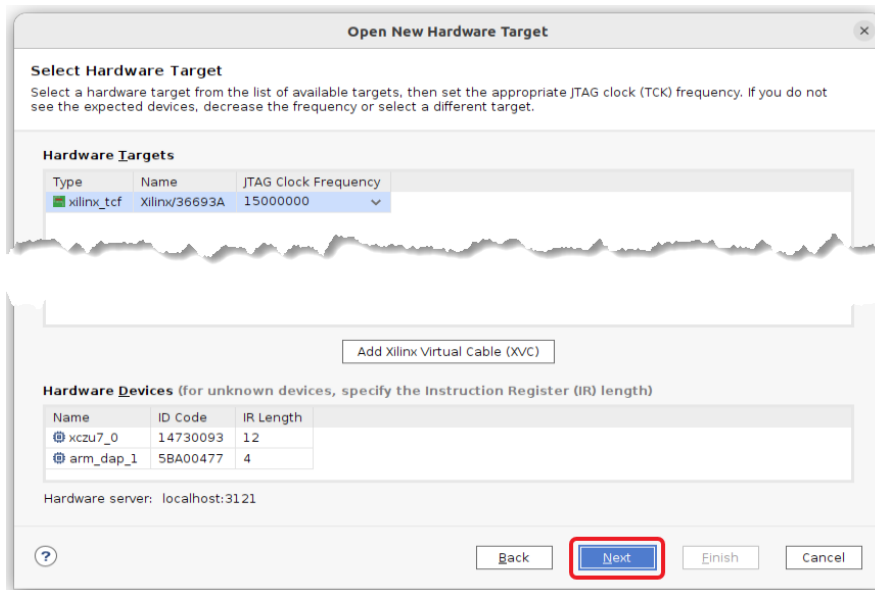 Open New Hardware Target
Select Hardware Target
Select a hardware target from the list of available targets, then set the appropriate JTAG clock (TCK) frequency. If you do not
see the expected devices, decrease the frequency or select a different target.
Hardware Targets
Type Name JTAG Clock Frequency
xilinx_tcf Xilinx/36693A 15000000
Add Xilinx Virtual Cable (XVC)
Hardware Devices (for unknown devices, specify the Instruction Register (IR) length)
Name ID Code IR Length
xczu7_0 14730093 12
arm_dap_1 5BA00477 4
Hardware server: localhost:3121
? Back Next Finish Cancel